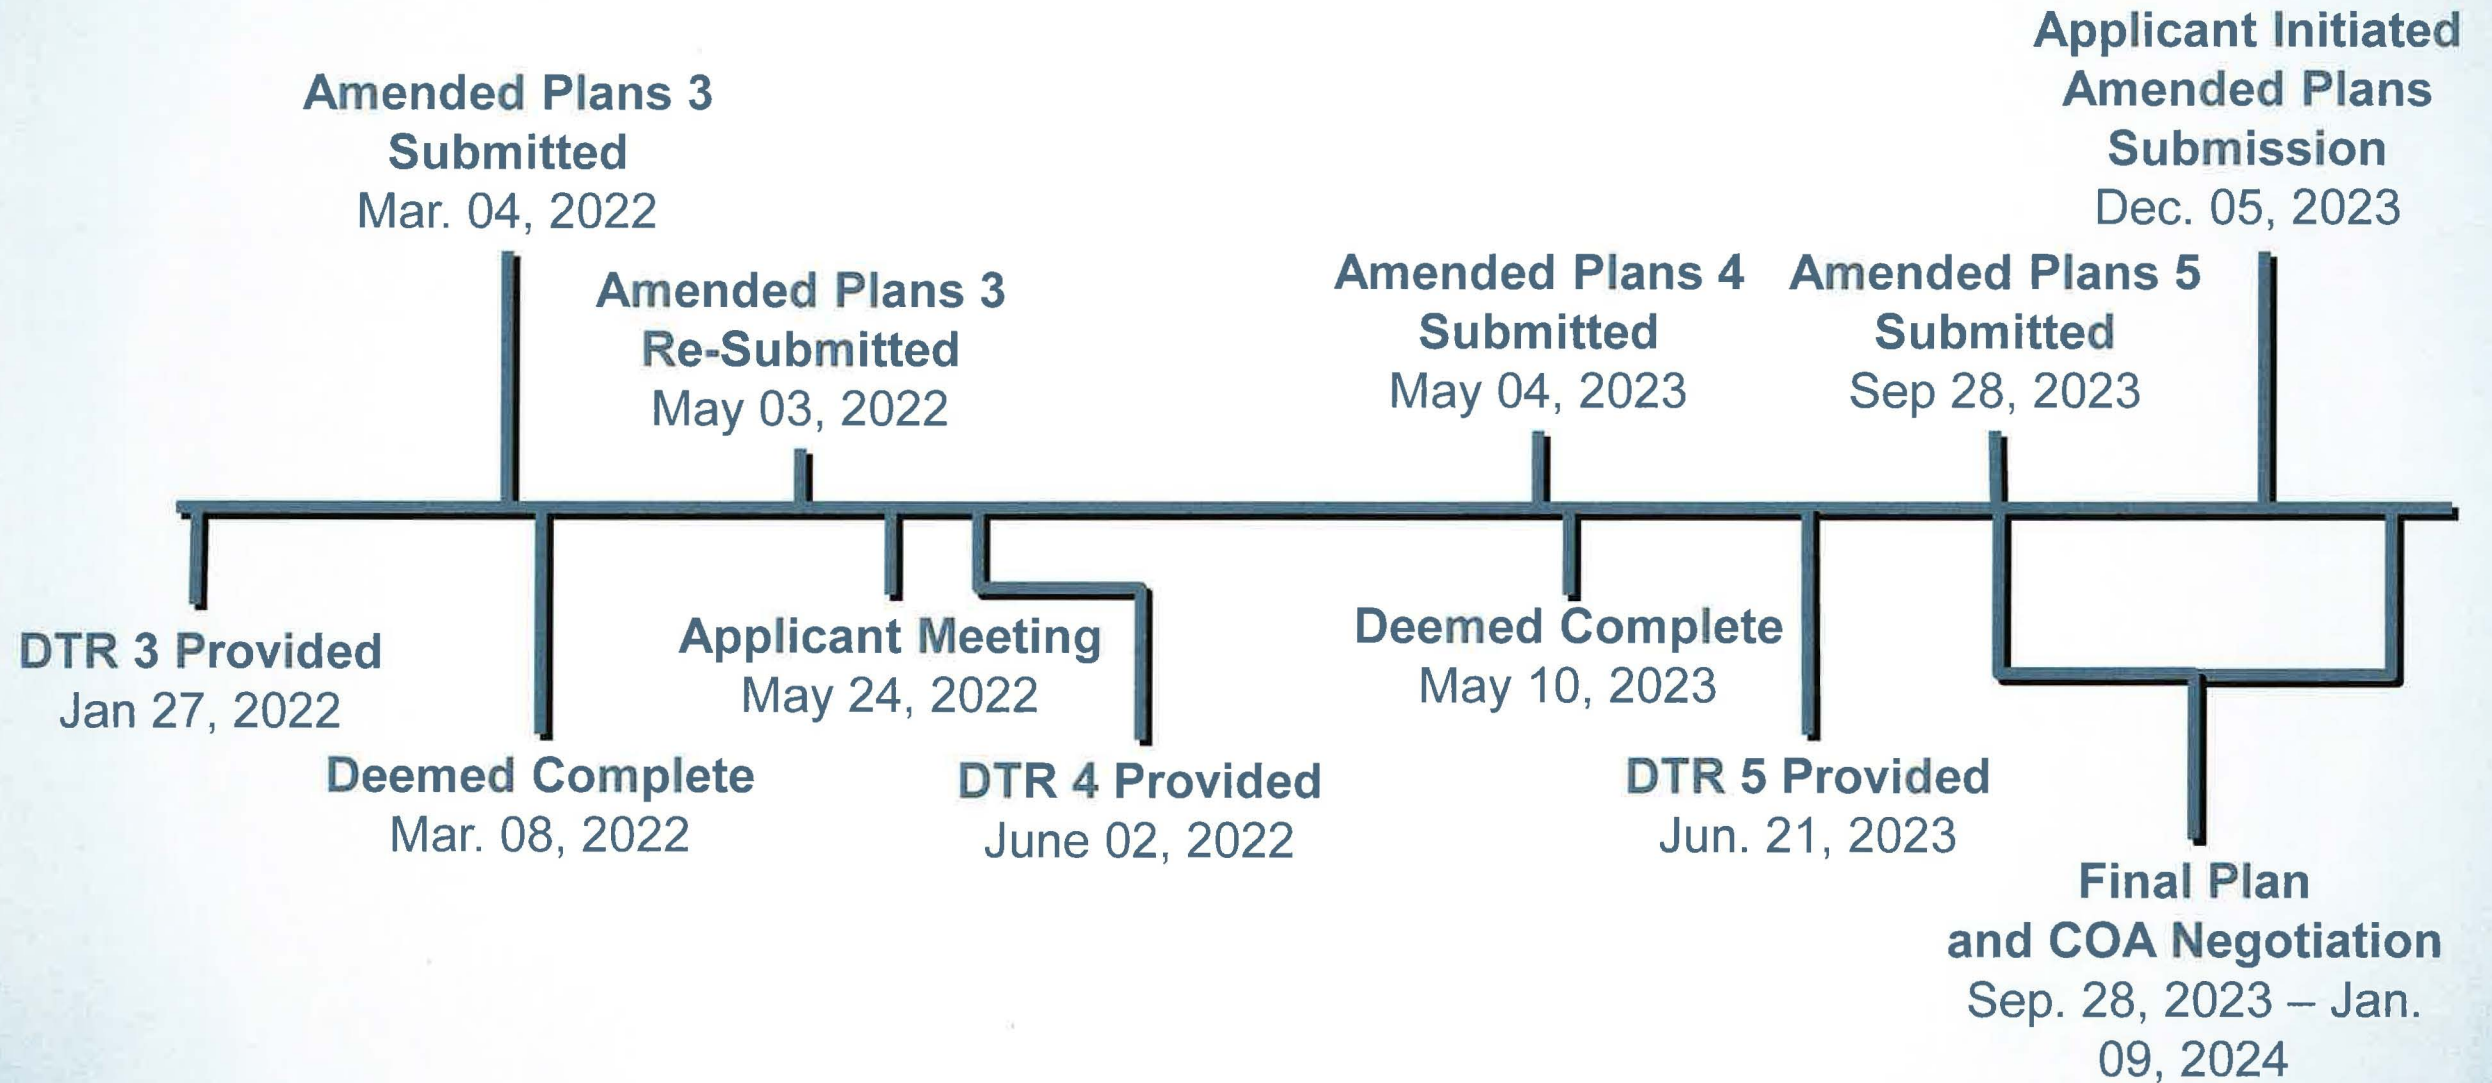 Amended Plans 3
Submitted
Mar. 04, 2022
Amended Plans 3
Re-Submitted
May 03, 2022
Amended Plans 4
Submitted
May 04, 2023
Amended Plans 5
Submitted
Sep 28, 2023
Applicant Initiated
Amended Plans
Submission
Dec. 05, 2023
DTR 3 Provided
Jan 27, 2022
Deemed Complete
Mar. 08, 2022
Applicant Meeting
May 24, 2022
DTR 4 Provided
June 02, 2022
Deemed Complete
May 10, 2023
DTR 5 Provided
Jun. 21, 2023
Final Plan
and COA Negotiation
Sep. 28, 2023 – Jan.
09, 2024